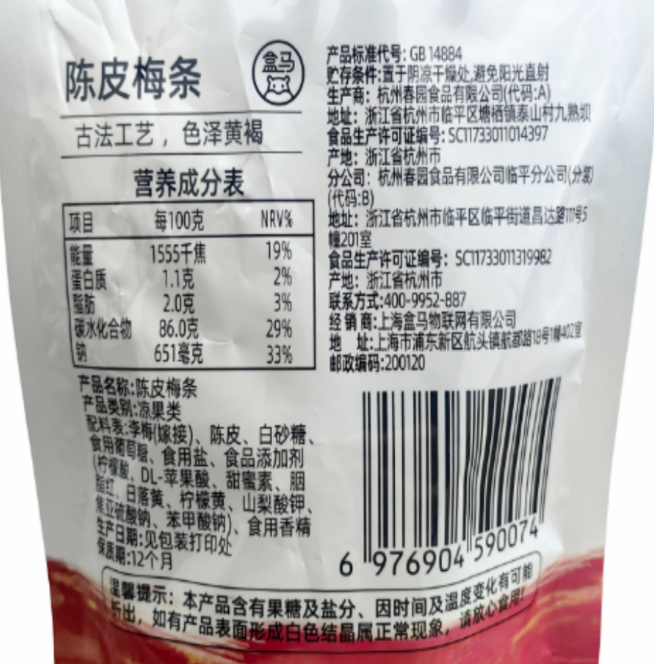 陈皮梅条
盒马
古法工艺，色泽黄褐
营养成分表
项目 每100克 NRV%
能量 1555千焦 19%
蛋白质 1.1克 2%
脂肪 2.0克 3%
碳水化合物 86.0克 29%
钠 651毫克 33%
产品名称:陈皮梅条
产品类别:凉果类
配料表:李梅(嫁接)、陈皮、白砂糖、
食用葡萄糖、食用盐、食品添加剂
(柠檬酸、DL-苹果酸、甜蜜素、胭
脂红、日落黄、柠檬黄、山梨酸钾、
焦亚硫酸钠、苯甲酸钠)、食用香精
生产日期:见包装打印处
保质期:12个月
产品标准代号: GB 14884
贮存条件:置于阴凉干燥处,避免阳光直射
生产商：杭州春园食品有限公司(代码:A)
地址：浙江省杭州市临平区塘栖镇泰山村九熟坝
食品生产许可证编号: SC11733011014397
产地：浙江省杭州市
分公司：杭州春园食品有限公司临平分公司(分装)
(代码:B)
地址：浙江省杭州市临平区临平街道昌达路111号5
幢201室
食品生产许可证编号：SC11733011319982
产地：浙江省杭州市
联系方式:400-9952-887
经 销 商:上海盒马物联网有限公司
地 址:上海市浦东新区航头镇航都路18号1幢402室
邮政编码:200120
6 976904 590074
温馨提示：本产品含有果糖及盐分、因时间及温度变化有可能
析出，如有产品表面形成白色结晶属正常现象，请放心食用！